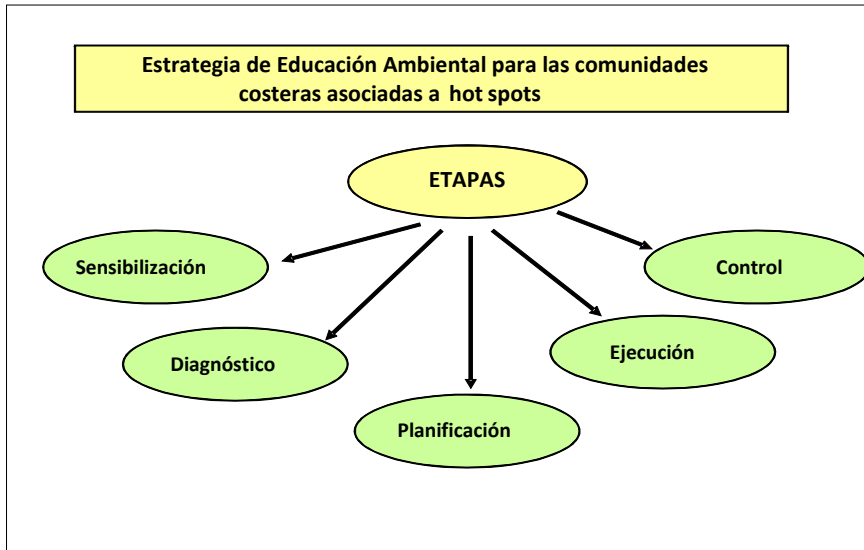 Estrategia de Educación Ambiental para las comunidades
costeras asociadas a hot spots
ETAPAS
Sensibilización
Control
Diagnóstico
Ejecución
Planificación